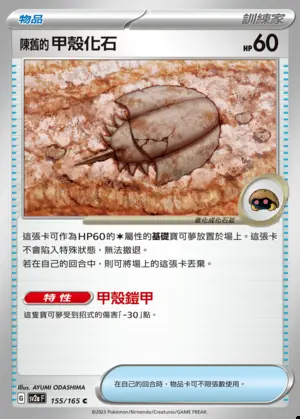 物品
訓練家
陳舊的 甲殼化石
HP 60
進化成化石盔
這張卡可作為HP60的屬性的基礎寶可夢放置於場上。這張卡
不會陷入特殊狀態，無法撤退。
若在自己的回合中，則可將場上的這張卡丟棄。
特性 甲殼鎧甲
這隻寶可夢受到招式的傷害「-30」點。
Illus. AYUMI ODASHIMA
G sv2a F 155/165 C
在自己的回合時，物品卡可不限張數使用。
©2023 Pokémon/Nintendo/Creatures/GAME FREAK.